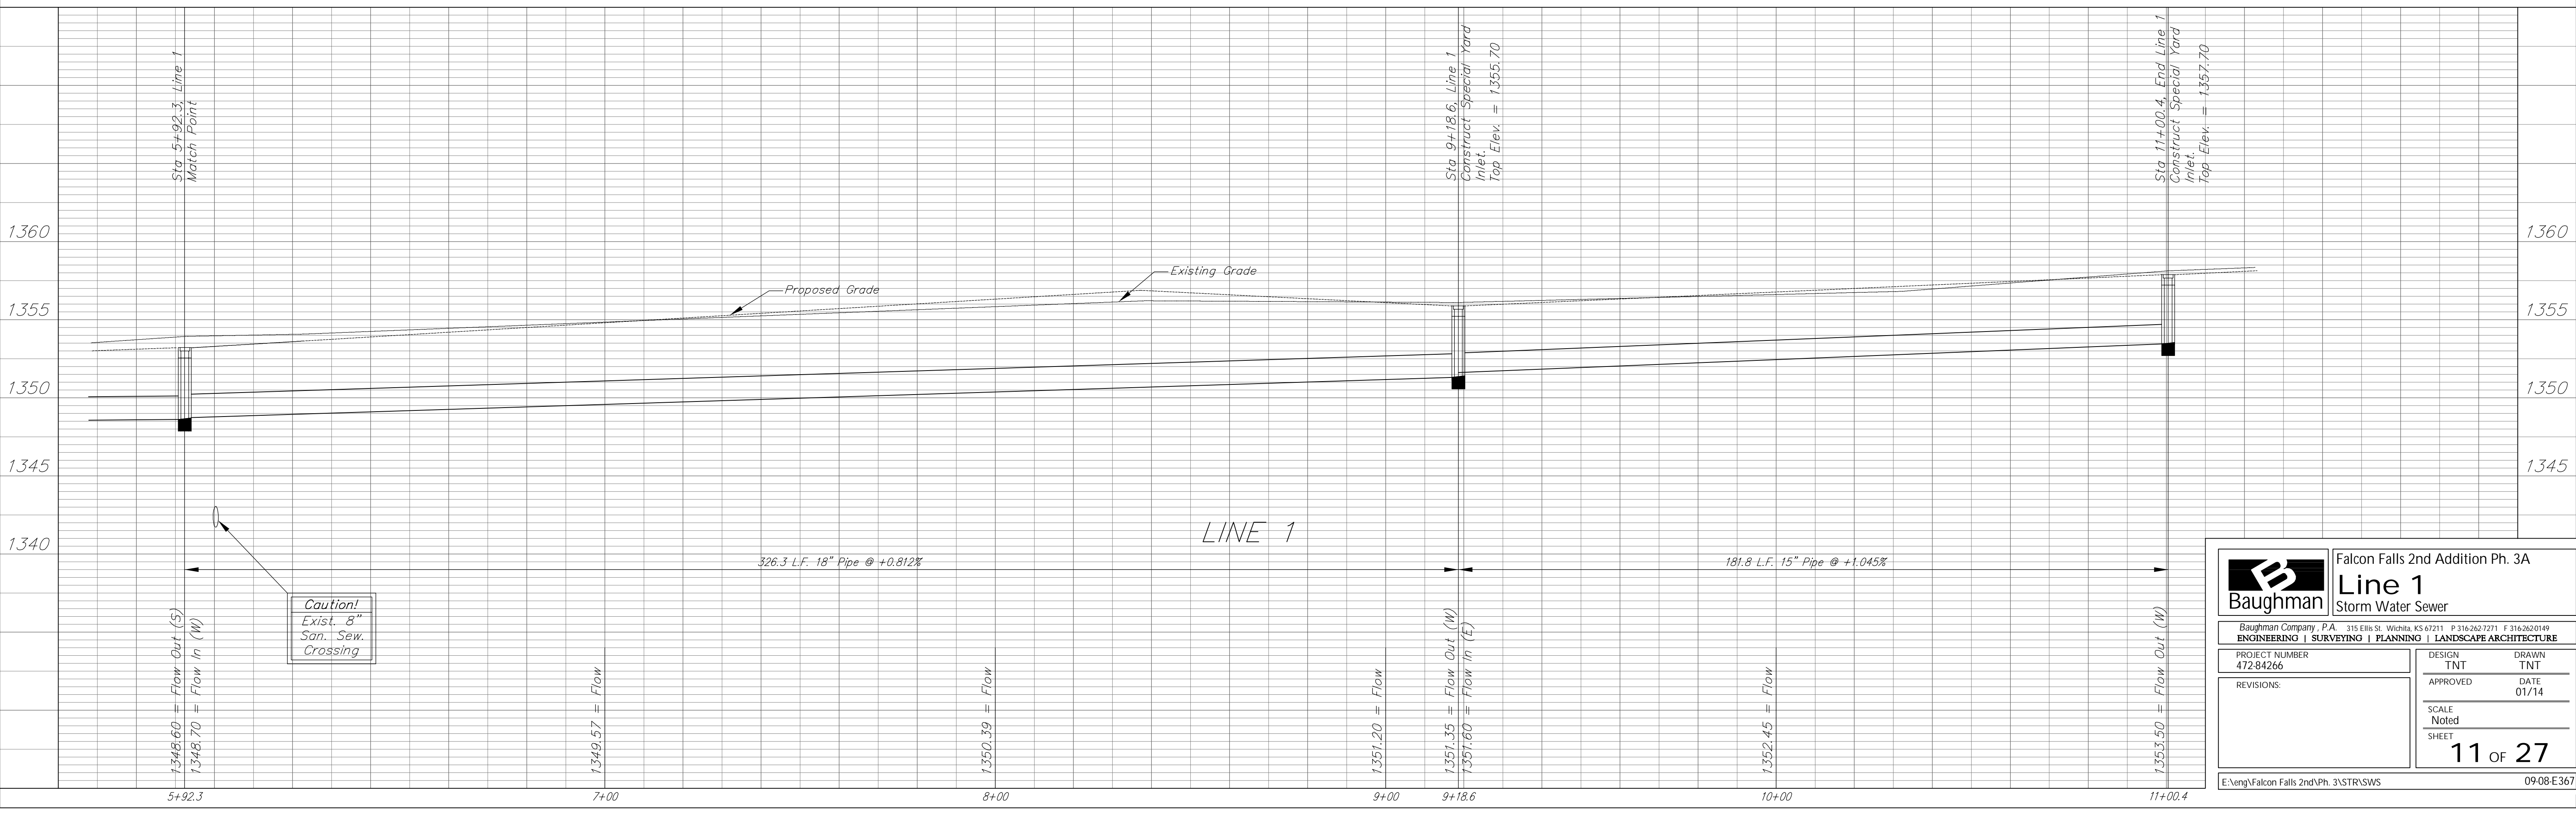 Sta 5+92.3, Line 1
Match Point
Sta 9+18.6, Line 1
Construct Special Yard
Inlet.
Top Elev. = 1355.70
Sta 11+00.4, End Line 1
Construct Special Yard
Inlet.
Top Elev. = 1357.70
1360
1360
Existing Grade
Proposed Grade
1355
1355
1350
1350
1345
1345
LINE 1
1340
326.3 L.F. 18" Pipe @ +0.812%
181.8 L.F. 15" Pipe @ +1.045%
Caution!
Exist. 8"
San. Sew.
Crossing
1348.60 = Flow Out (S)
1348.70 = Flow In (W)
1349.57 = Flow
1350.39 = Flow
1351.20 = Flow
1351.35 = Flow Out (W)
1351.60 = Flow In (E)
1352.45 = Flow
1353.50 = Flow Out (W)
5+92.3
7+00
8+00
9+00
9+18.6
10+00
11+00.4
B
Baughman
Falcon Falls 2nd Addition Ph. 3A
Line 1
Storm Water Sewer
Baughman Company, P.A. 315 Ellis St. Wichita, KS 67211 P 316-262-7271 F 316-262-0149
ENGINEERING | SURVEYING | PLANNING | LANDSCAPE ARCHITECTURE
PROJECT NUMBER
472-84266
REVISIONS:
DESIGN
TNT
DRAWN
TNT
APPROVED
DATE
01/14
SCALE
Noted
SHEET
11 OF 27
E:\eng\Falcon Falls 2nd\Ph. 3\STR\SWS
09-08-E367